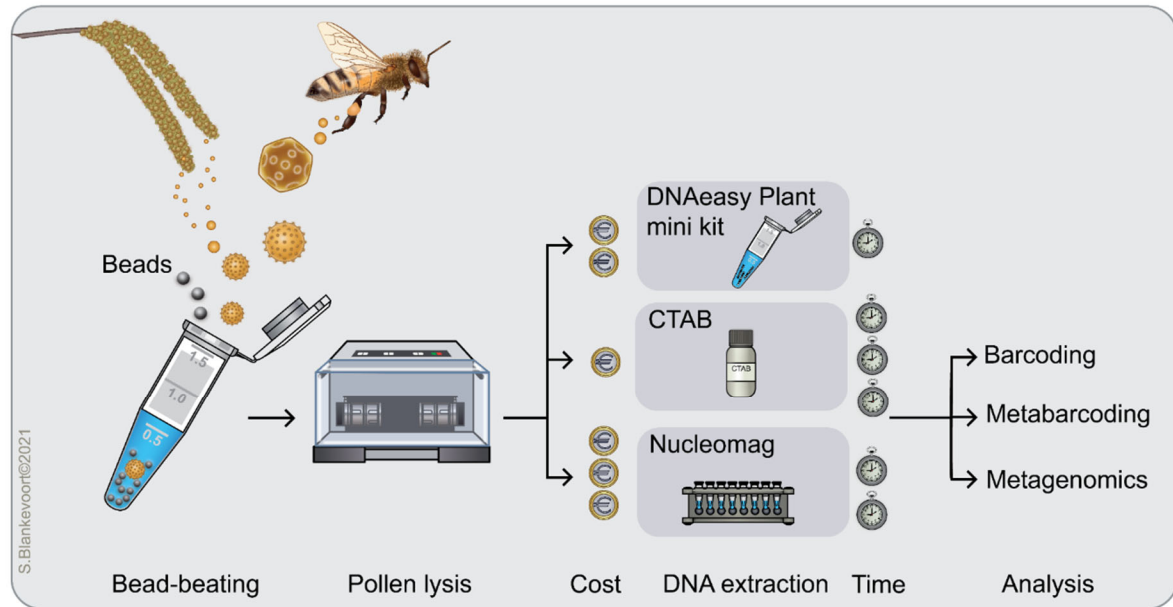 Beads
1.5
1.0
0.5
DNAeasy Plant
mini kit
CTAB
CTAB
Nucleomag
Barcoding
Metabarcoding
Metagenomics
Bead-beating
Pollen lysis
Cost
DNA extraction
Time
Analysis
S.Blankevoort©2021